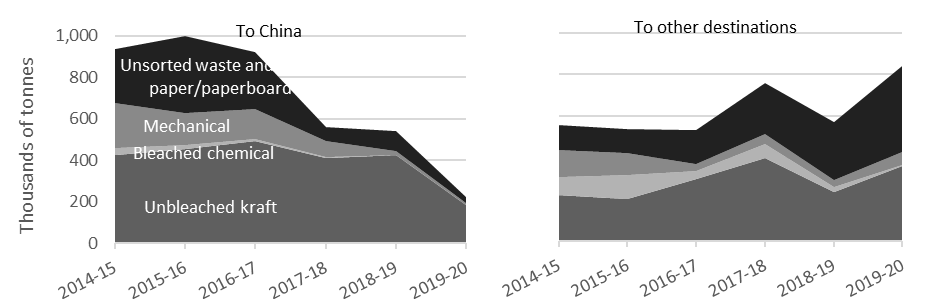 To China
To other destinations
Thousands of tonnes
1,000
800
600
400
200
0
Unsorted waste and
paper/paperboard
Mechanical
Bleached chemical
Unbleached kraft
2014-15
2015-16
2016-17
2017-18
2018-19
2019-20
2014-15
2015-16
2016-17
2017-18
2018-19
2019-20